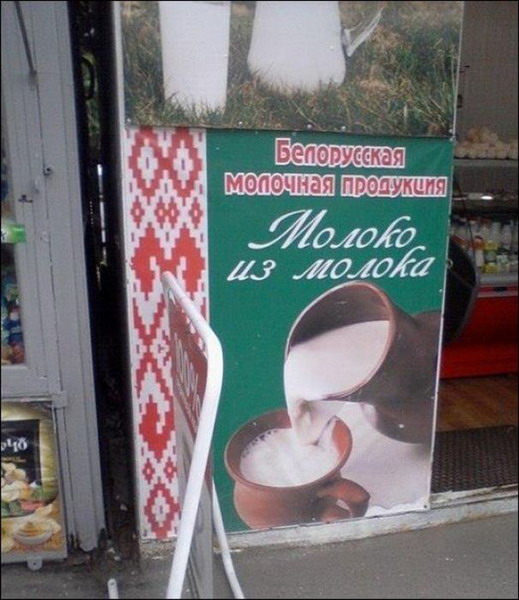 Белорусская
молочная продукция
Молоко
из молока